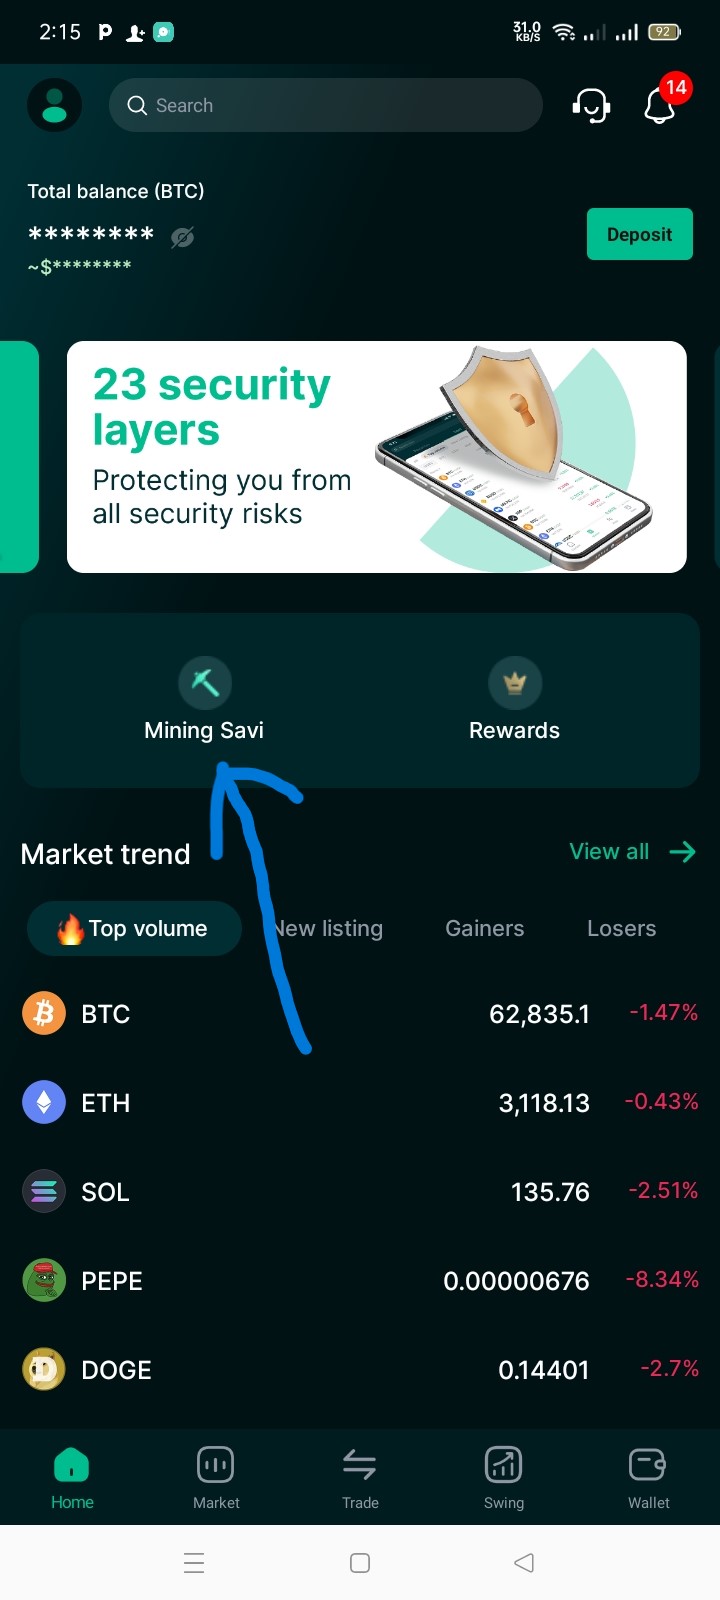 2:15
31.0
KB/S
92
Search
14
Total balance (BTC)
********
~$********
Deposit
23 security
layers
Protecting you from
all security risks
Mining Savi
Rewards
Market trend
View all
Top volume
New listing
Gainers
Losers
BTC
62,835.1
-1.47%
ETH
3,118.13
-0.43%
SOL
135.76
-2.51%
PEPE
0.00000676
-8.34%
DOGE
0.14401
-2.7%
Home
Market
Trade
Swing
Wallet